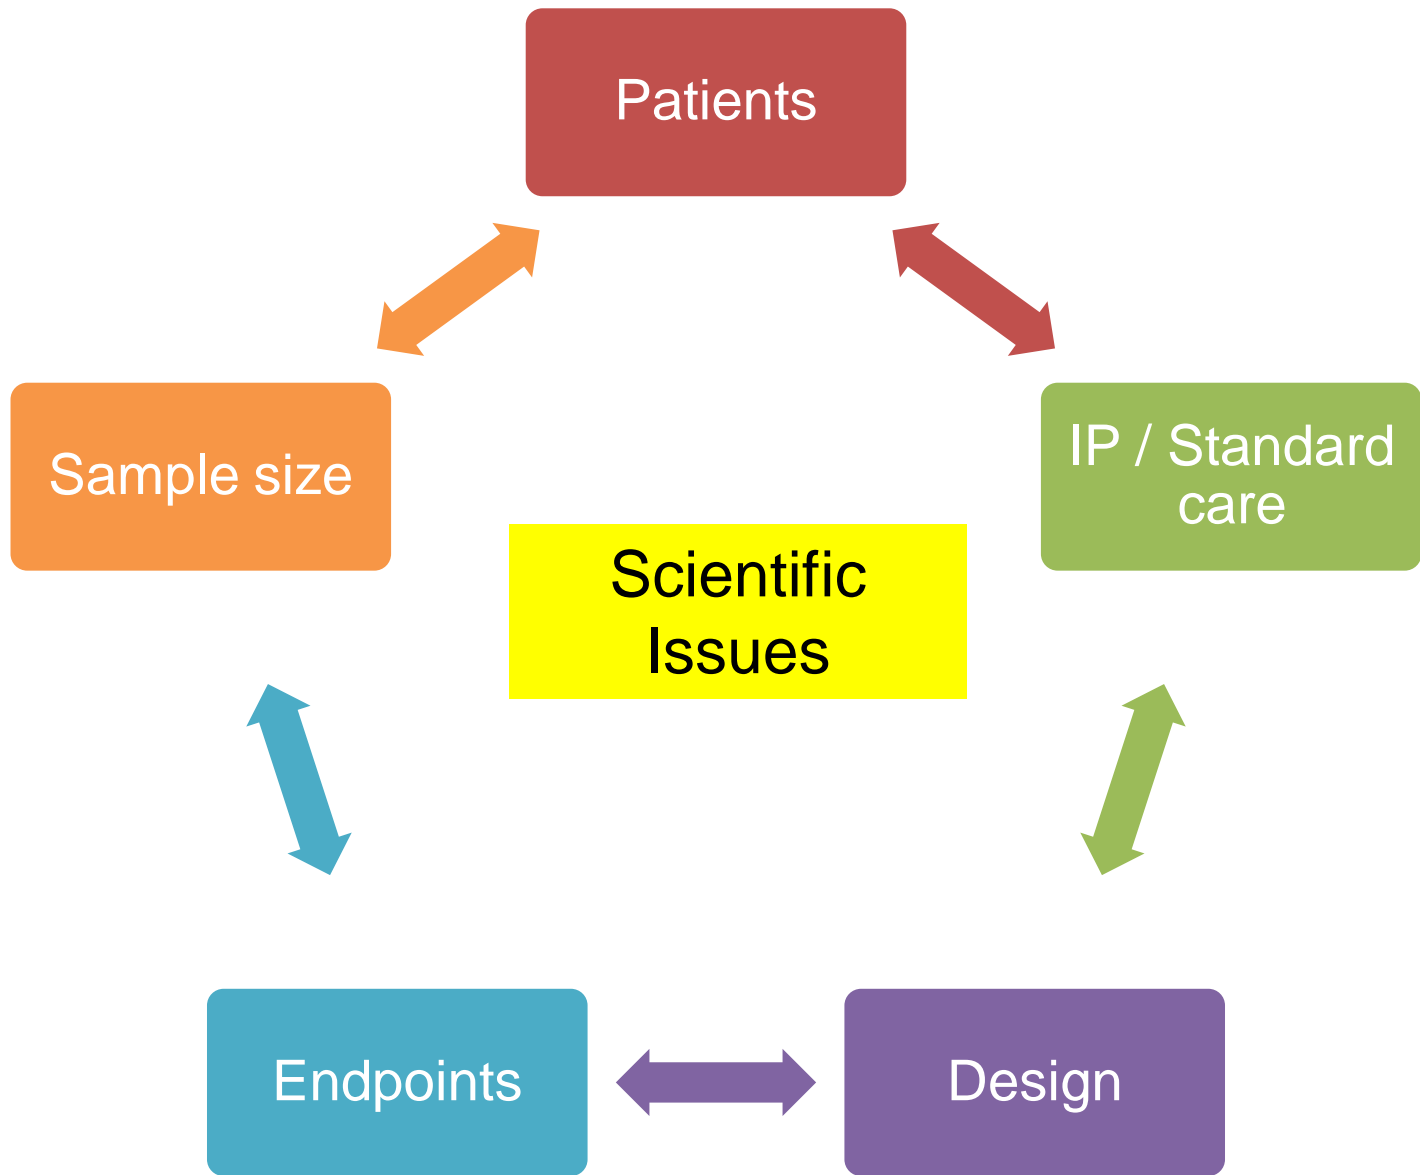 Patients
Sample size
IP / Standard
care
Scientific
Issues
Endpoints
Design